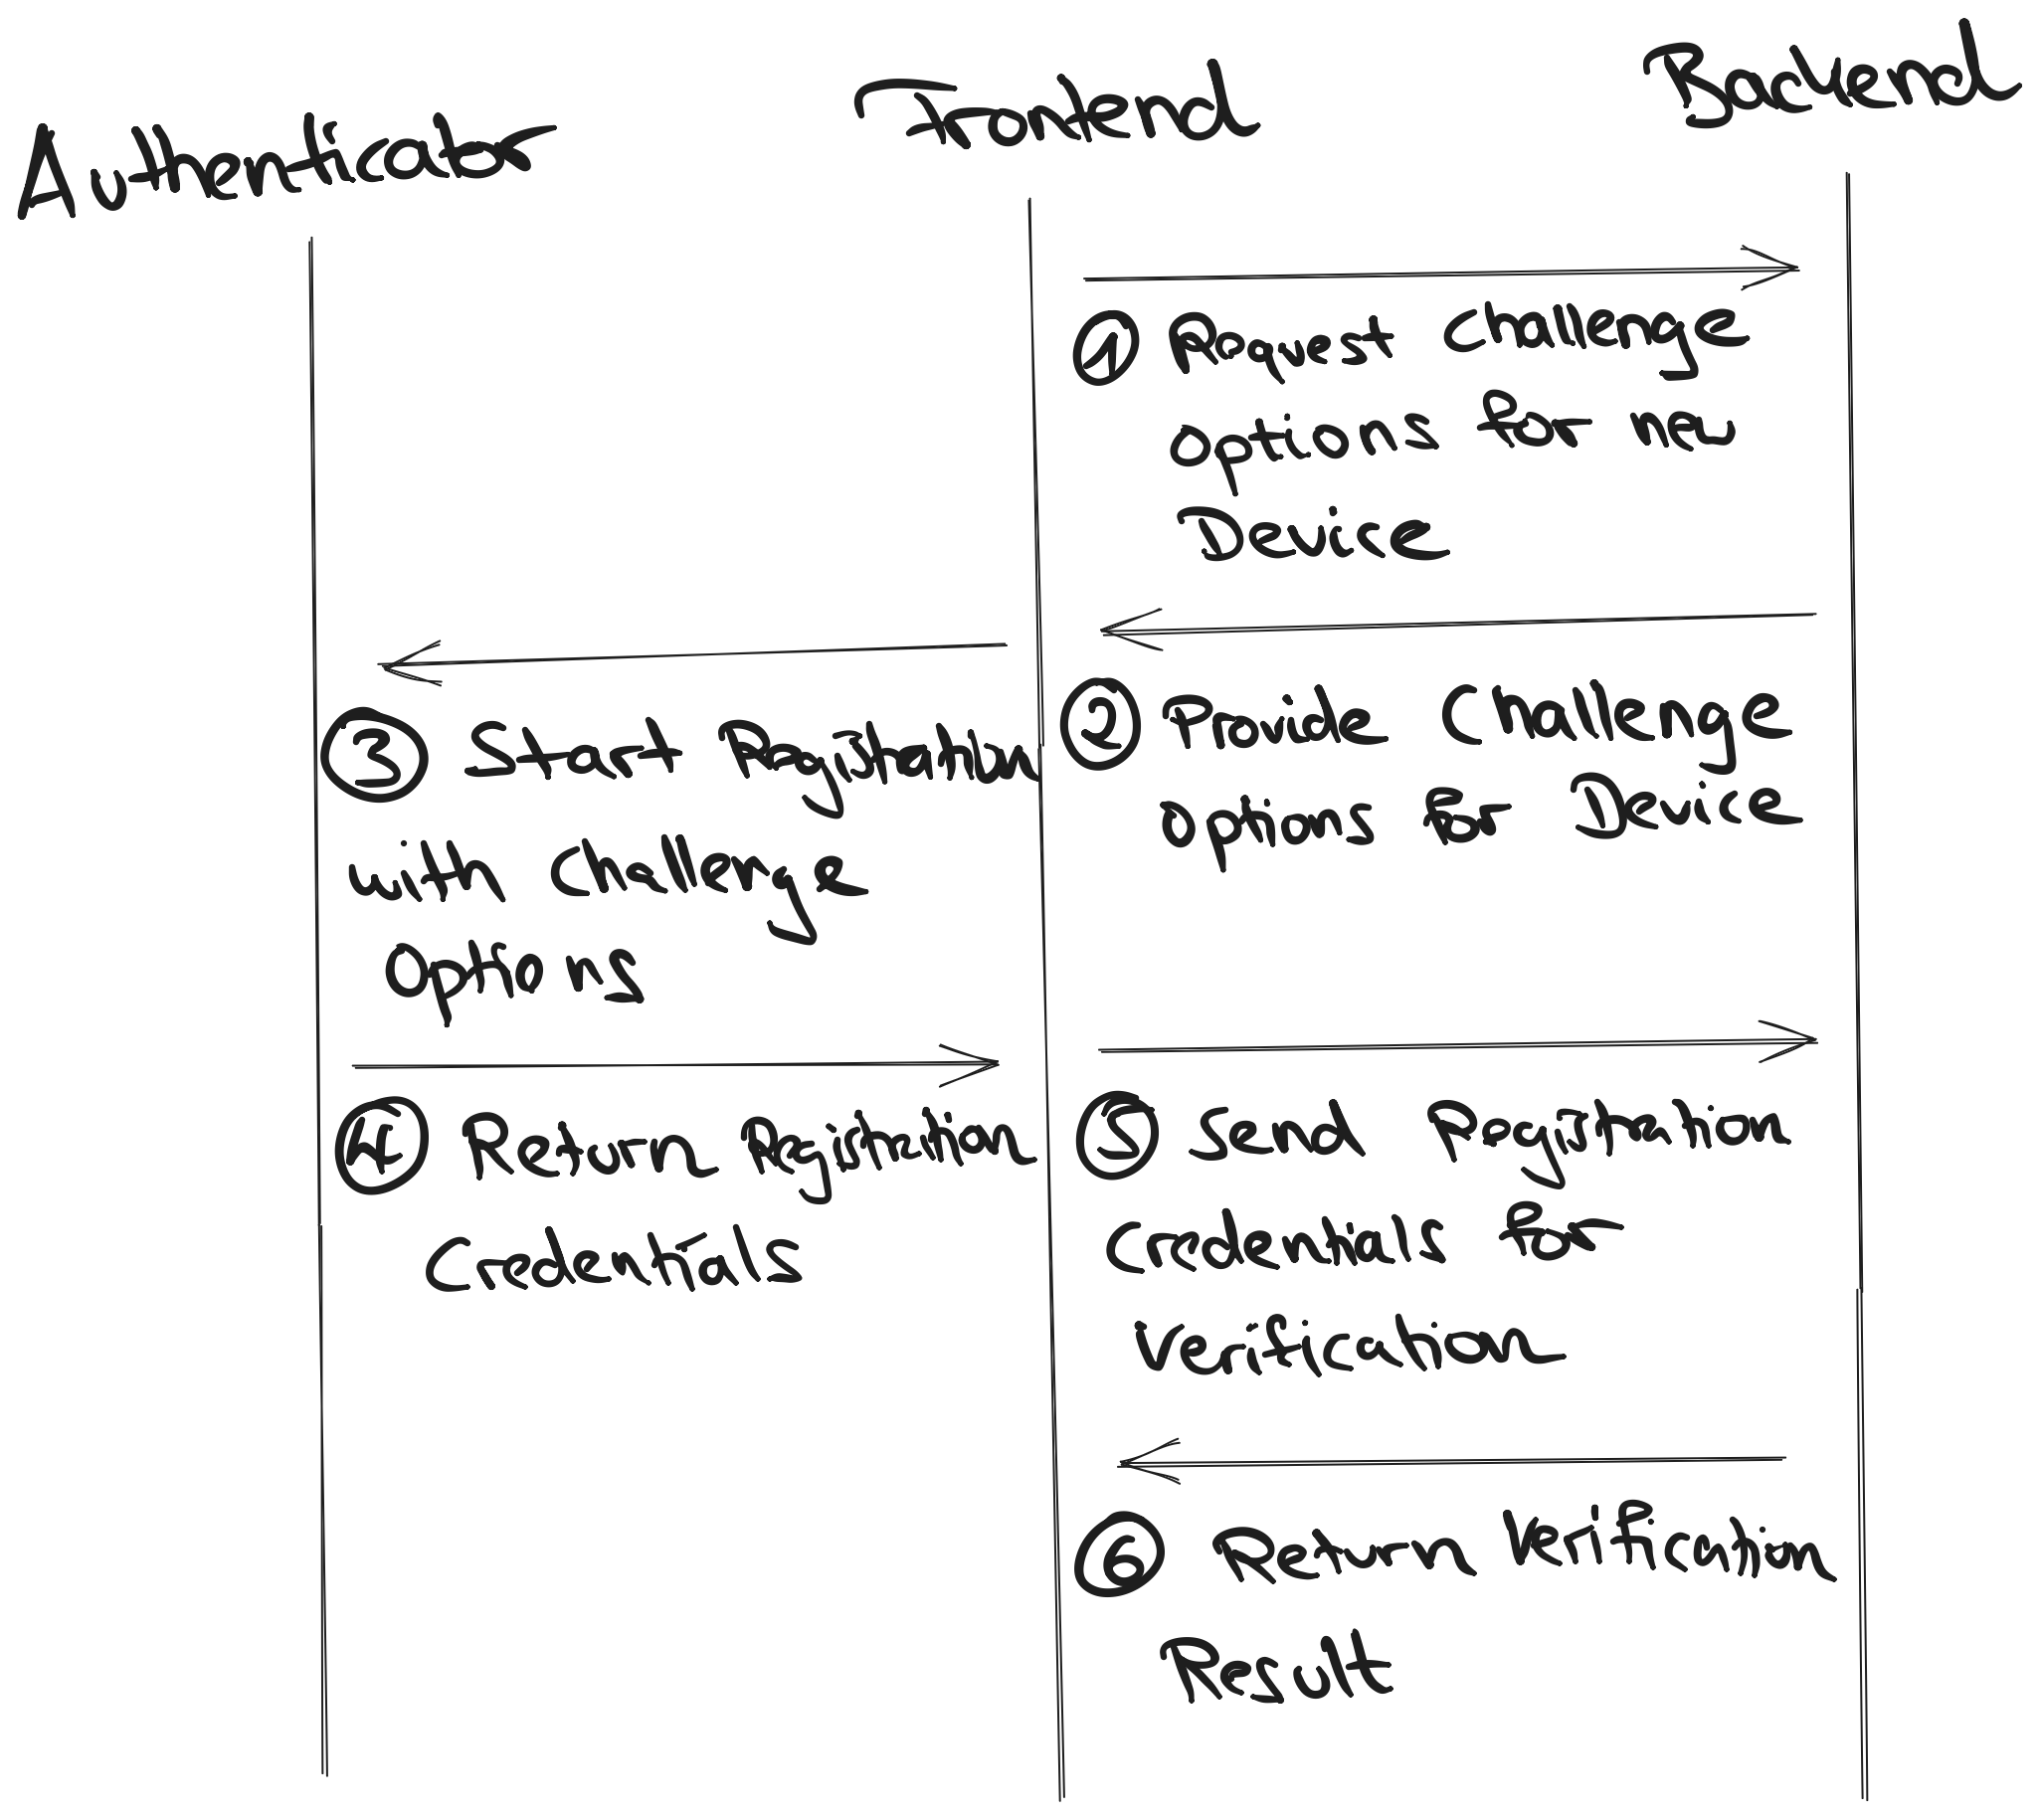 Authenticator
Frontend
Backend
1 Request Challenge
options for new
Device
2 Provide Challenge
options for Device
3 Start Registration
with Challenge
options
4 Return Registration
Credentials
5 Send Registration
Credentials for
Verification
6 Return Verification
Result